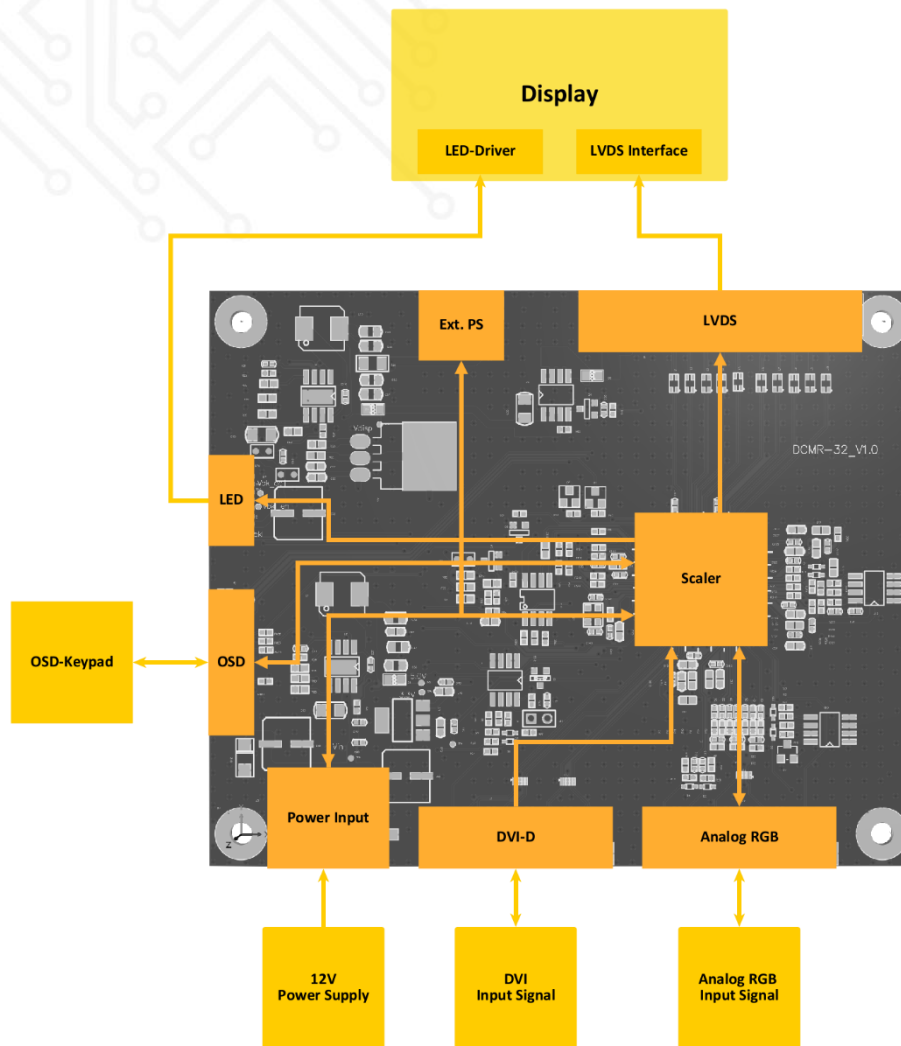 Display
LED-Driver
LVDS Interface
Ext. PS
LVDS
DCMR-32_V1.0
LED
Scaler
OSD-Keypad
OSD
Power Input
DVI-D
Analog RGB
Z
12V
Power Supply
DVI
Input Signal
Analog RGB
Input Signal